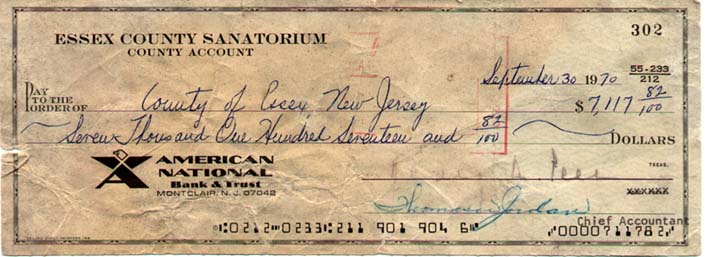 302
ESSEX COUNTY SANATORIUM
COUNTY ACCOUNT
September 30 1970 55-233/212
PAY TO THE ORDER OF County of Essex, New Jersey $7,117 82/100
Seven Thousand One Hundred Seventeen and 82/100 DOLLARS
AMERICAN
NATIONAL
Bank & Trust
MONTCLAIR, N. J. 07042
TREAS.
XXXXXX
Thomas Jordan
Chief Accountant
⑆0212⑉0233⑆211 901 904 6⑈ ⑈0000711782⑈